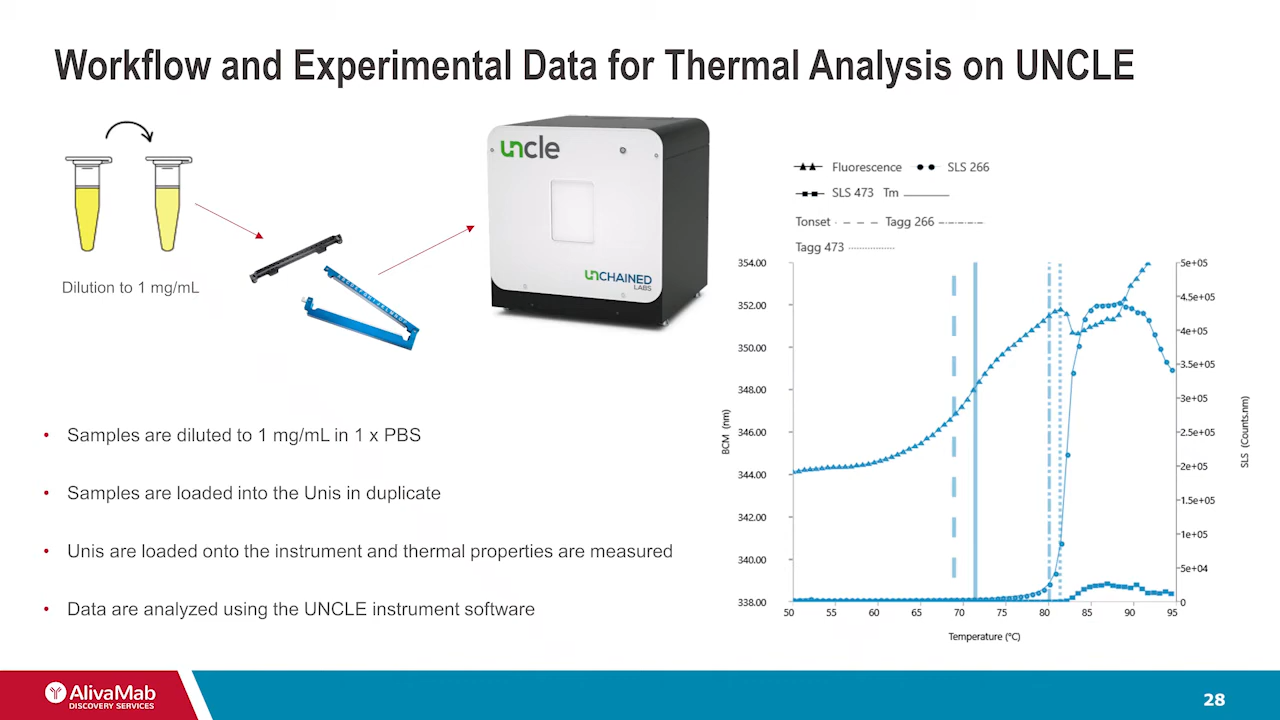 Workflow and Experimental Data for Thermal Analysis on UNCLE
Dilution to 1 mg/mL
uncle
UNCHAINED
LABS
Samples are diluted to 1 mg/mL in 1 x PBS
Samples are loaded into the Unis in duplicate
Unis are loaded onto the instrument and thermal properties are measured
Data are analyzed using the UNCLE instrument software
Fluorescence SLS 266
SLS 473 Tm
Tonset Tagg 266
Tagg 473
354.00
352.00
350.00
348.00
346.00
344.00
342.00
340.00
338.00
BCM (nm)
5e+05
4.5e+05
4e+05
3.5e+05
3e+05
2.5e+05
2e+05
1.5e+05
1e+05
5e+04
0
SLS (Counts.nm)
50 55 60 65 70 75 80 85 90 95
Temperature (°C)
AlivaMab
DISCOVERY SERVICES
28